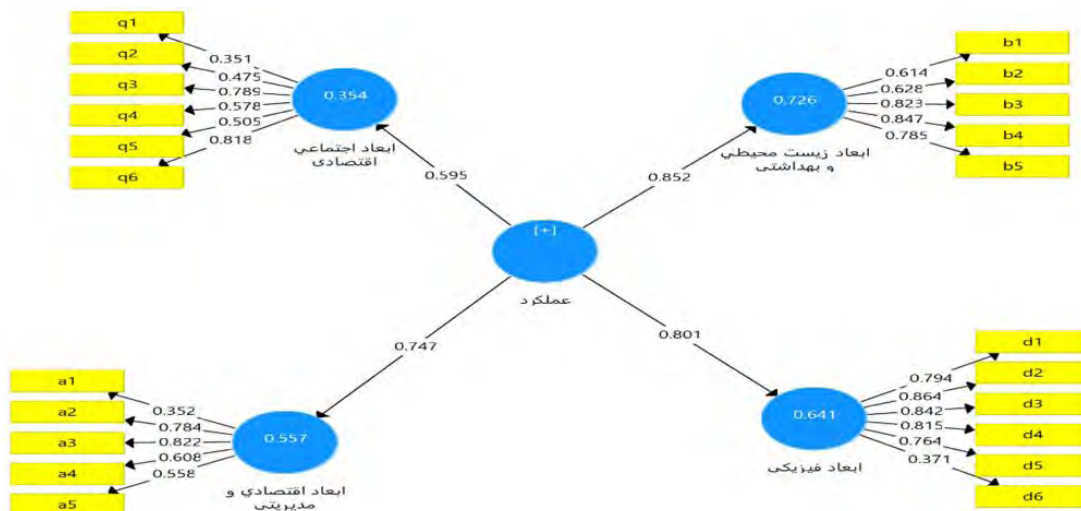 q1
q2
q3
q4
q5
q6
0.351
0.475
0.789
0.578
0.505
0.818
0.354
ابعاد اجتماعي
اقتصادی
0.595
b1
b2
b3
b4
b5
0.614
0.628
0.823
0.847
0.785
0.726
ابعاد زیست محیطي
و بهداشتی
0.852
[+]
عملکرد
0.747
0.801
a1
a2
a3
a4
a5
0.352
0.784
0.822
0.608
0.558
0.557
ابعاد اقتصادي و
مدیریتی
d1
d2
d3
d4
d5
d6
0.794
0.864
0.842
0.815
0.764
0.371
0.641
ابعاد فیزیکی